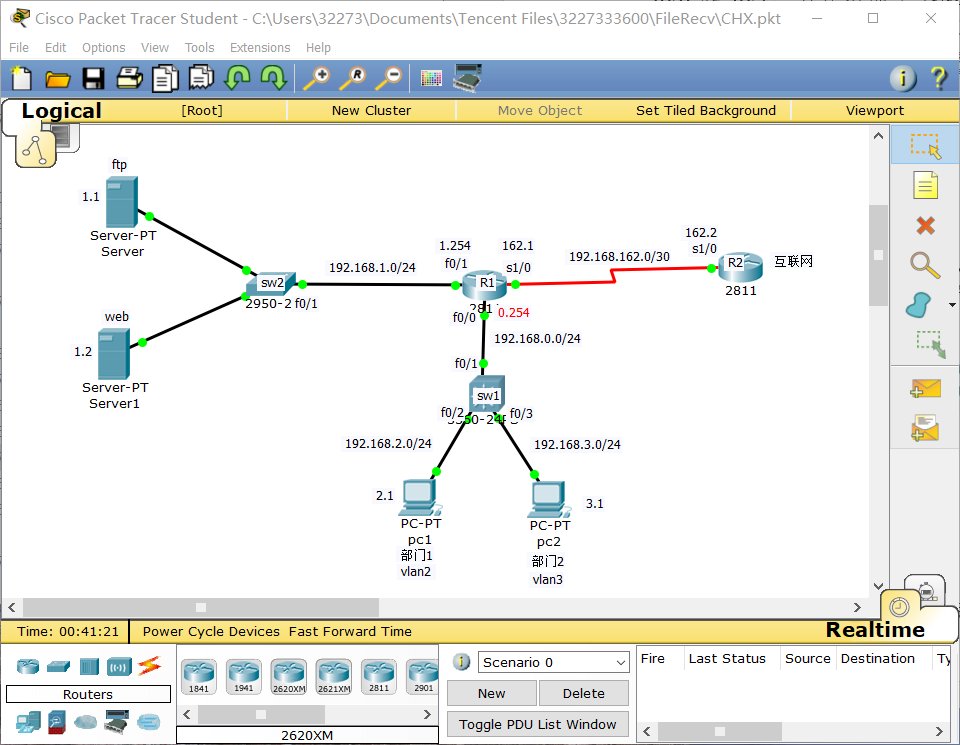 Cisco Packet Tracer Student - C:\Users\32273\Documents\Tencent Files\3227333600\FileRecv\CHX.pkt
File Edit Options View Tools Extensions Help
Logical [Root] New Cluster Move Object Set Tiled Background Viewport
ftp
1.1
Server-PT
Server
web
1.2
Server-PT
Server1
sw2
2950-2 f0/1
192.168.1.0/24
1.254
f0/1
162.1
s1/0
R1
f0/0
0.254
192.168.162.0/30
162.2
s1/0
R2
2811
互联网
192.168.0.0/24
f0/1
sw1
f0/2
f0/3
192.168.2.0/24
192.168.3.0/24
2.1
PC-PT
pc1
部门1
vlan2
3.1
PC-PT
pc2
部门2
vlan3
Time: 00:41:21 Power Cycle Devices Fast Forward Time
Realtime
Routers
1841 1941 2620XM 2621XM 2811 2901
2620XM
Scenario 0
New Delete
Toggle PDU List Window
Fire Last Status Source Destination Ty